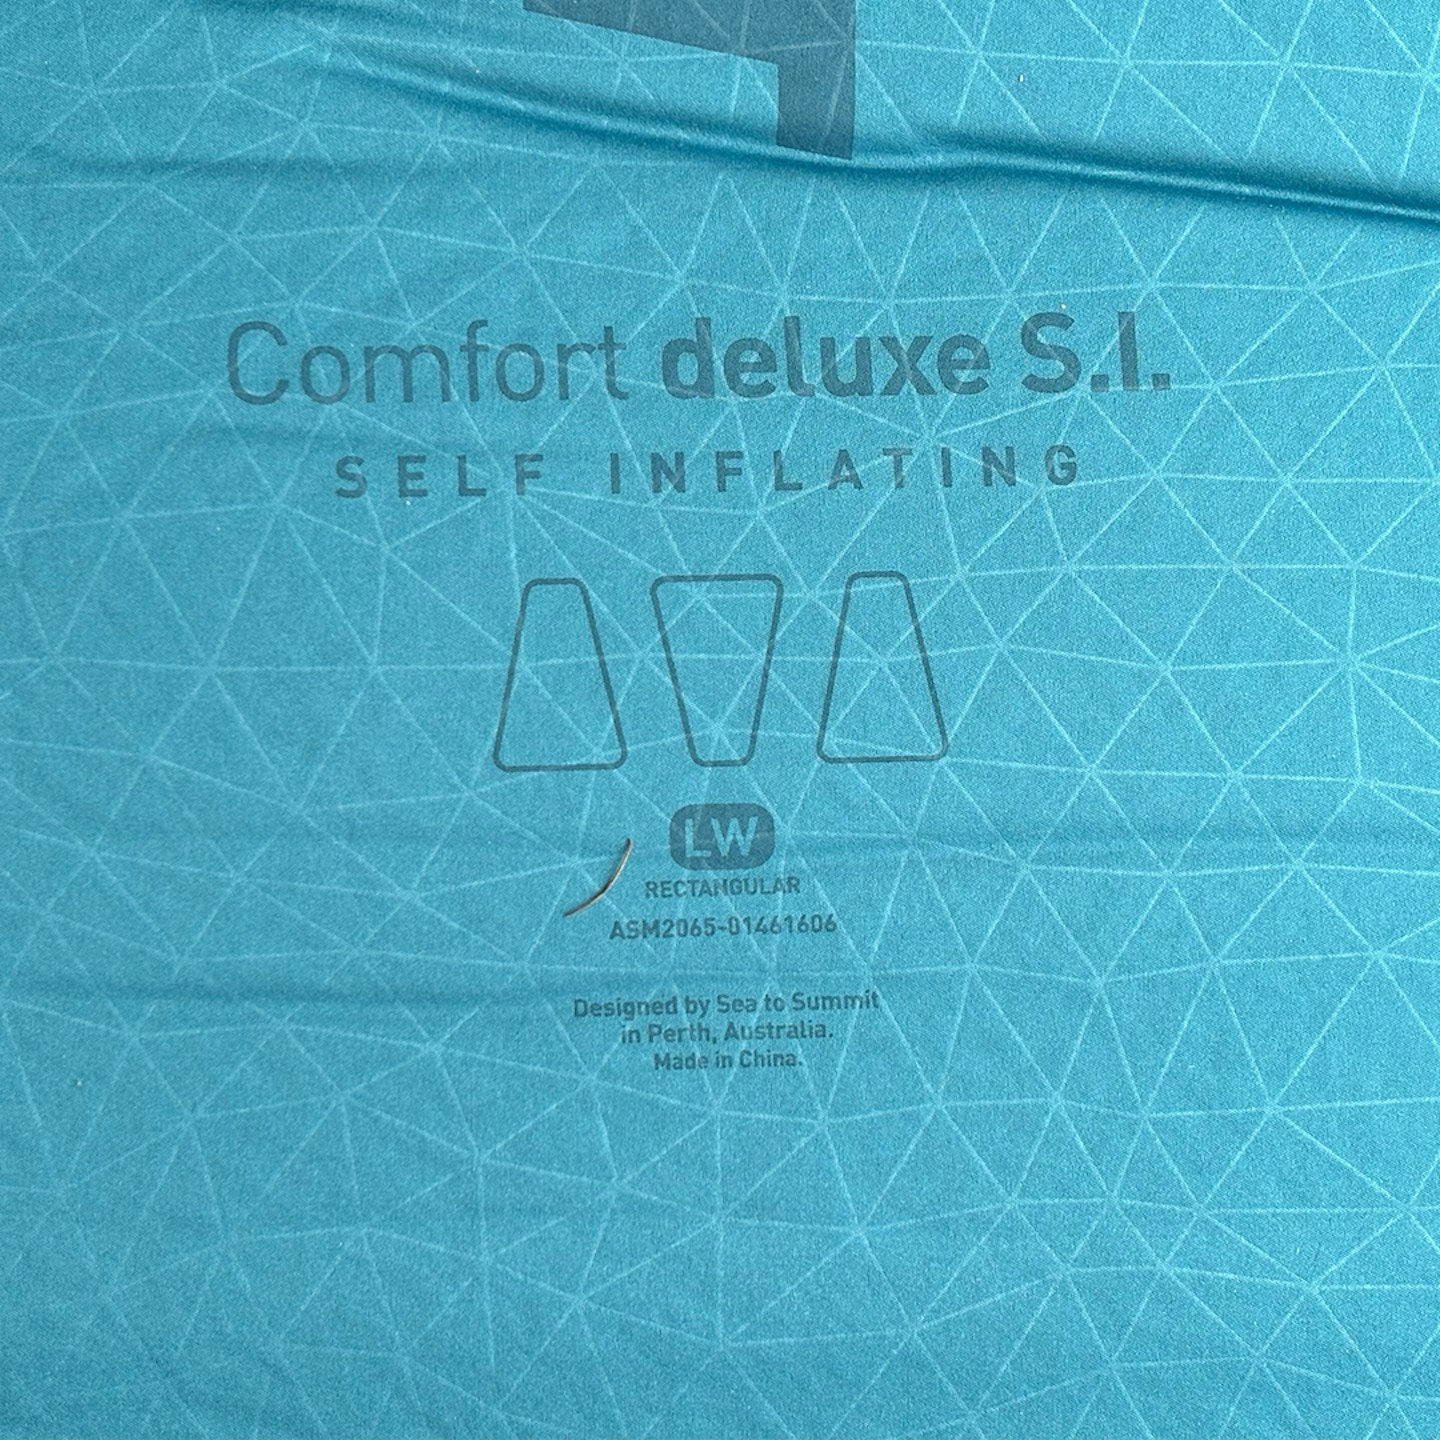 Comfort deluxe S.I.
SELF INFLATING
LW
RECTANGULAR
ASM2065-01461606
Designed by Sea to Summit
in Perth, Australia.
Made in China.